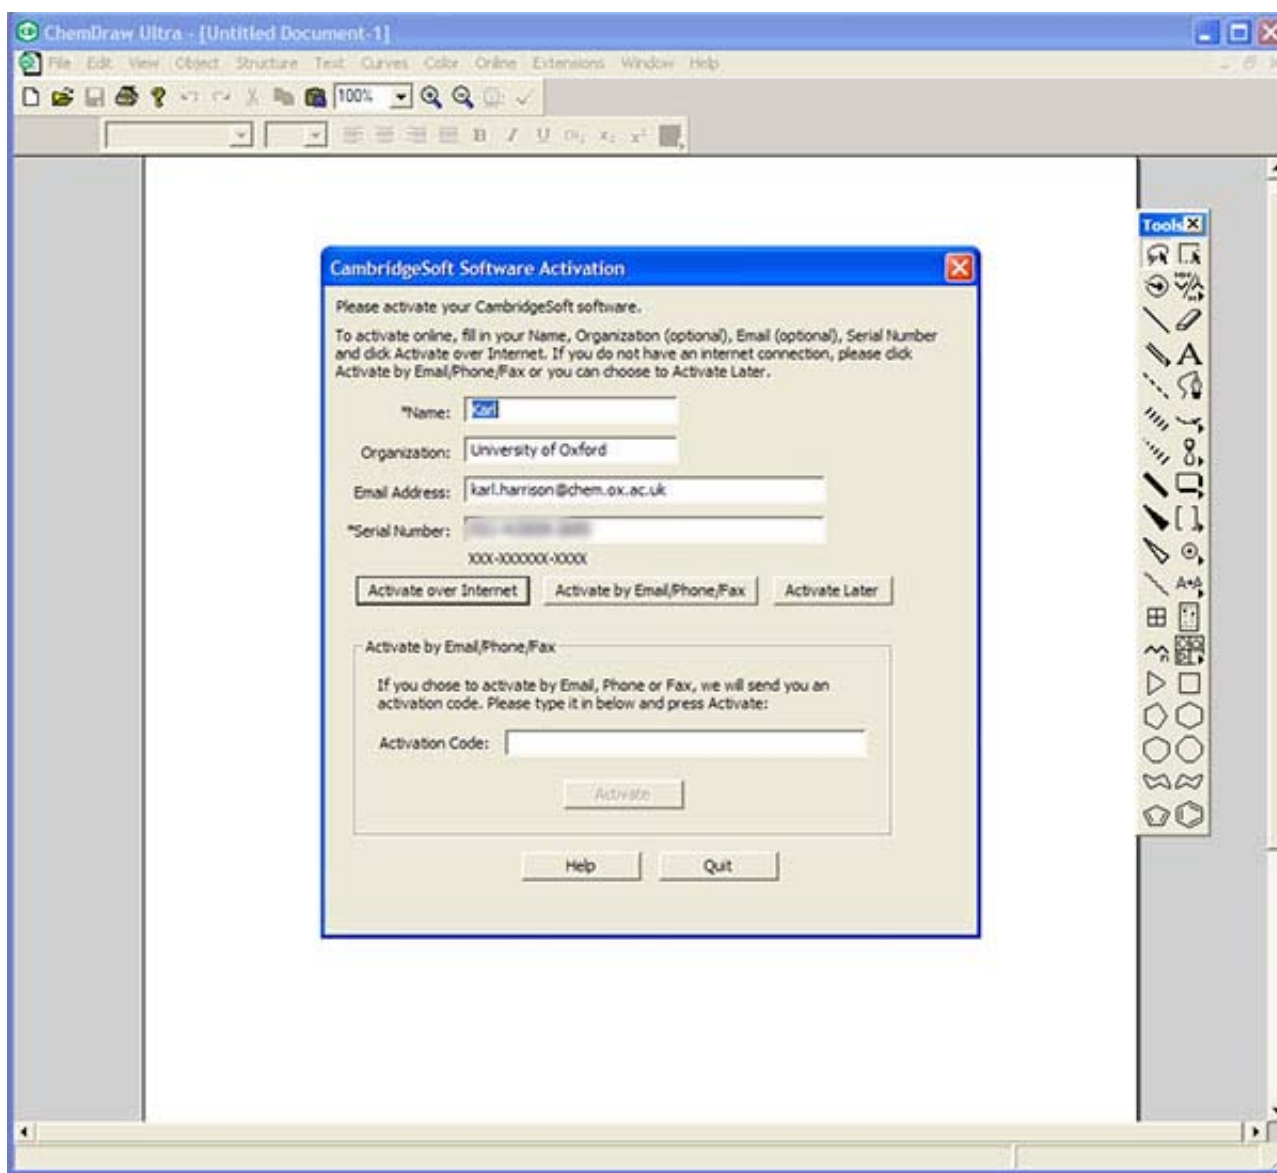 ChemDraw Ultra - [Untitled Document-1]
File Edit View Object Structure Text Curves Color Online Extensions Window Help
100%
B I U CH₂ X₂ X²
Tools
A
CambridgeSoft Software Activation
Please activate your CambridgeSoft software.
To activate online, fill in your Name, Organization (optional), Email (optional), Serial Number
and click Activate over Internet. If you do not have an internet connection, please click
Activate by Email/Phone/Fax or you can choose to Activate Later.
*Name: Karl
Organization: University of Oxford
Email Address: karl.harrison@chem.ox.ac.uk
*Serial Number:
XXX-XXXXXX-XXXX
Activate over Internet Activate by Email/Phone/Fax Activate Later
Activate by Email/Phone/Fax
If you chose to activate by Email, Phone or Fax, we will send you an
activation code. Please type it in below and press Activate:
Activation Code:
Activate
Help Quit